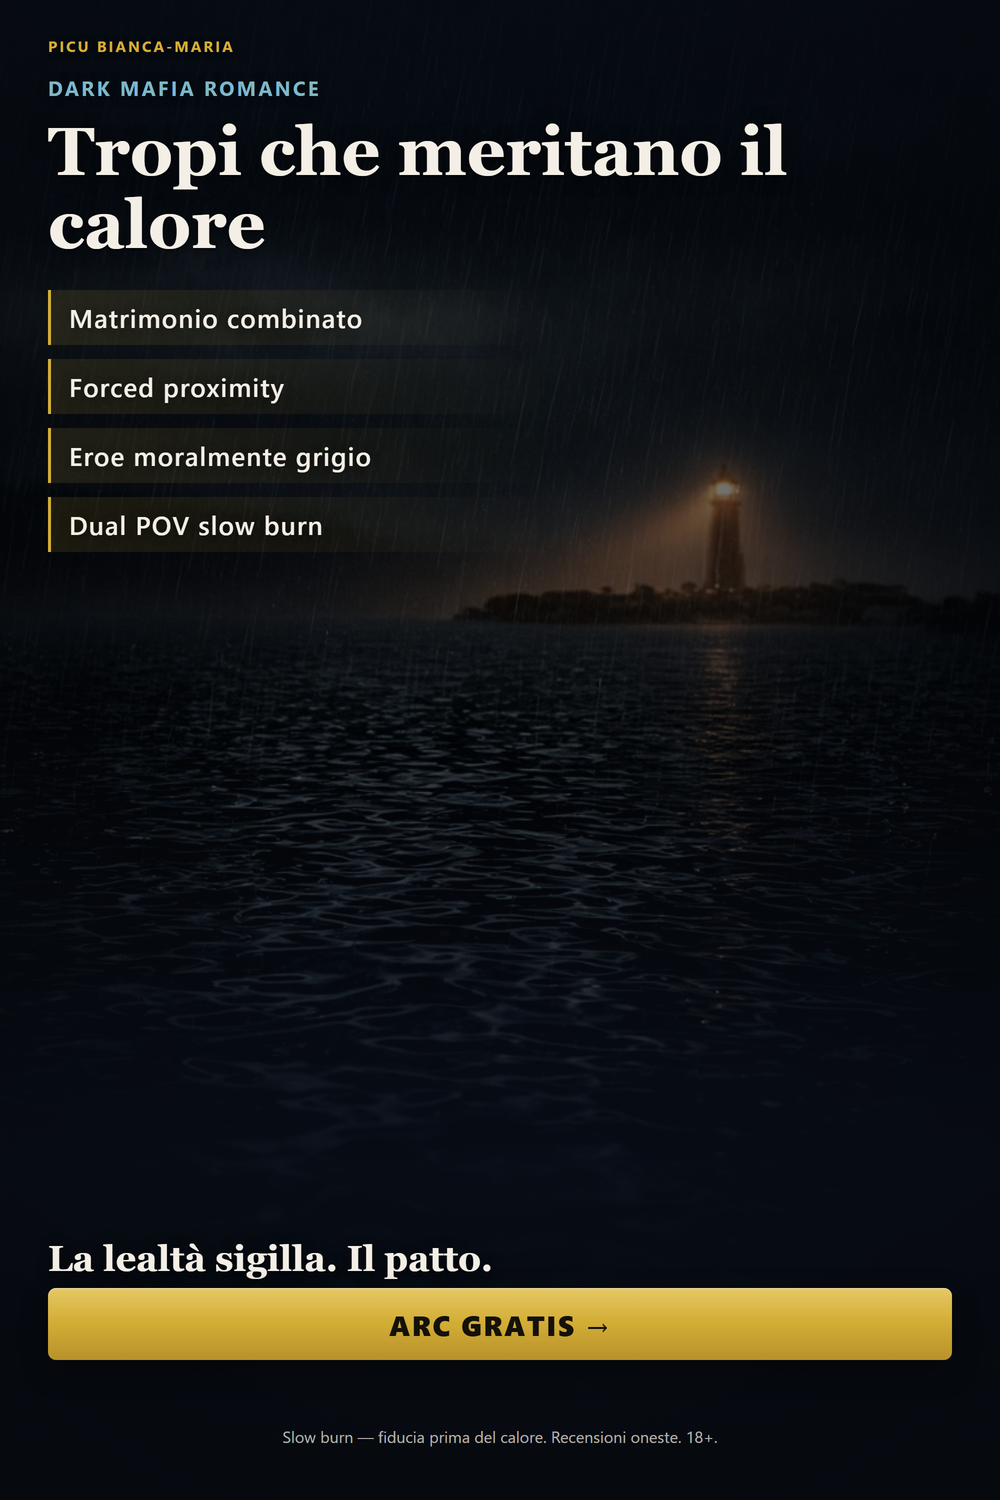 PICU BIANCA-MARIA
DARK MAFIA ROMANCE
Tropi che meritano il
calore
Matrimonio combinato
Forced proximity
Eroe moralmente grigio
Dual POV slow burn
La lealtà sigilla. Il patto.
ARC GRATIS →
Slow burn — fiducia prima del calore. Recensioni oneste. 18+.